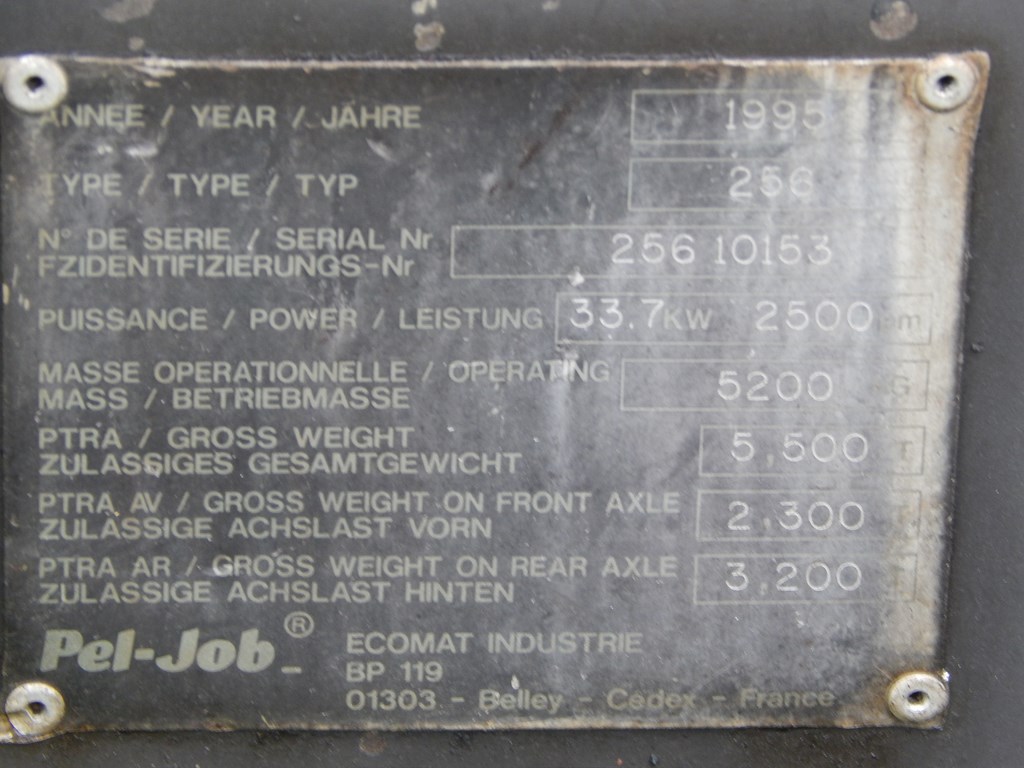 ANNEE / YEAR / JAHRE 1995
TYPE / TYPE / TYP 256
N° DE SERIE / SERIAL Nr 256 10153
FZIDENTIFIZIERUNGS-Nr
PUISSANCE / POWER / LEISTUNG 33.7 KW 2500 m
MASSE OPERATIONNELLE / OPERATING 5200
MASS / BETRIEBMASSE
PTRA / GROSS WEIGHT 5,500
ZULASSIGES GESAMTGEWICHT
PTRA AV / GROSS WEIGHT ON FRONT AXLE 2,300
ZULASSIGE ACHSLAST VORN
PTRA AR / GROSS WEIGHT ON REAR AXLE 3,200
ZULASSIGE ACHSLAST HINTEN
Pel-Job ® ECOMAT INDUSTRIE
BP 119
01303 - Belley - Cedex - France